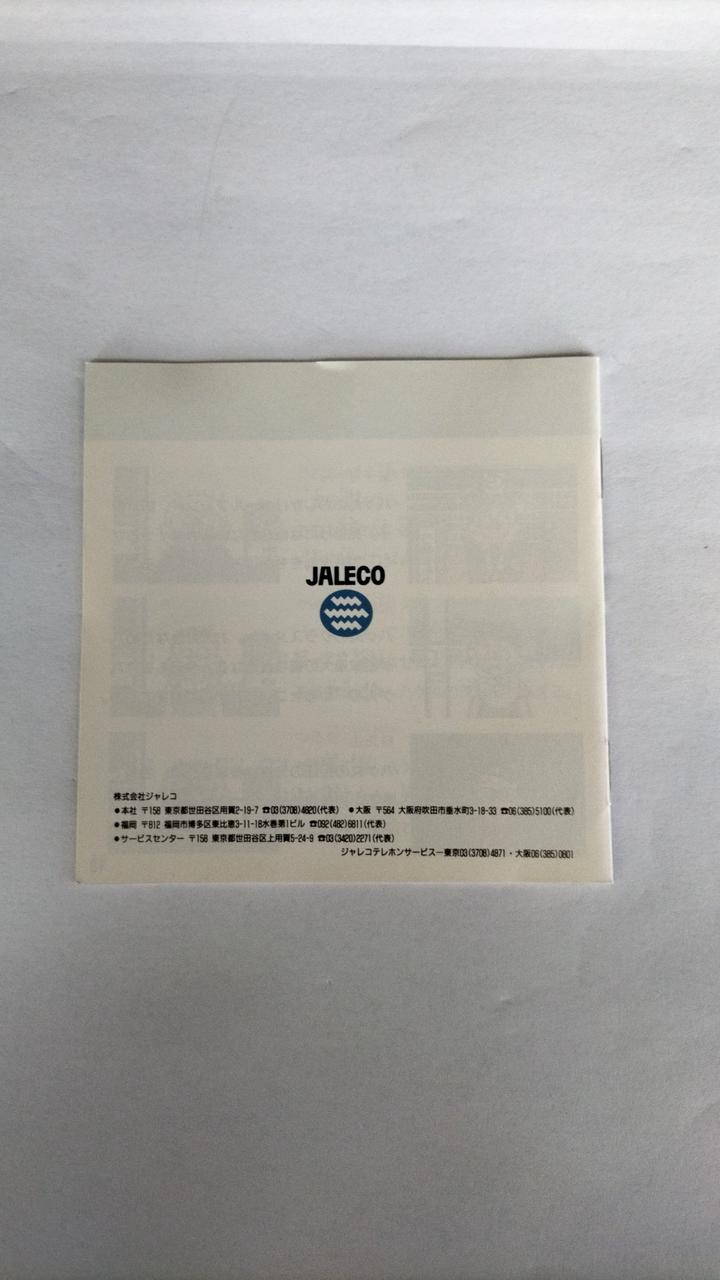 JALECO
株式会社ジャレコ
●本社 〒158 東京都世田谷区用賀2-19-7 ☎03(3708)4820(代表) ●大阪 〒564 大阪府吹田市垂水町3-18-33 ☎06(385)5100(代表)
●福岡 〒812 福岡市博多区東比恵3-11-18水巻第1ビル ☎092(482)6811(代表)
●サービスセンター 〒158 東京都世田谷区上用賀5-24-9 ☎03(3420)2271(代表)
ジャレコテレホンサービス―東京03(3708)4871・大阪06(385)0801